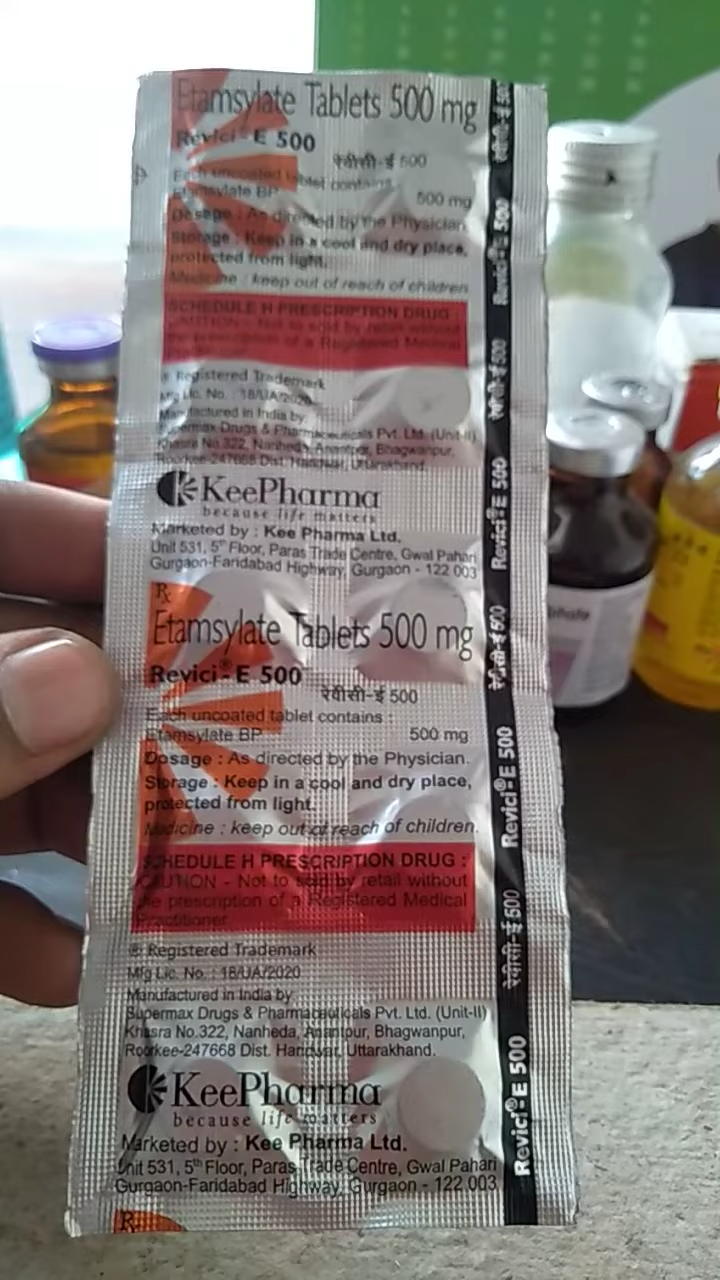 Etamsylate Tablets 500 mg
Revici - E 500
रेवीसी-ई 500
Each uncoated tablet contains :
Etamsylate BP 500 mg
Dosage : As directed by the Physician.
Storage : Keep in a cool and dry place,
protected from light.
Medicine : keep out of reach of children.
SCHEDULE H PRESCRIPTION DRUG :
CAUTION - Not to sold by retail without
the prescription of a Registered Medical
® Registered Trademark
Mfg Lic. No. : 18/UA/2020
Manufactured in India by:
Supermax Drugs & Pharmaceuticals Pvt. Ltd. (Unit-II)
Khasra No.322, Nanheda, Anantpur, Bhagwanpur,
Roorkee-247668 Dist. Haridwar, Uttarakhand.
KeePharma
because life matters
Marketed by : Kee Pharma Ltd.
Unit 531, 5th Floor, Paras Trade Centre, Gwal Pahari
Gurgaon-Faridabad Highway, Gurgaon - 122 003
Rx
Etamsylate Tablets 500 mg
Revici® - E 500
रेवीसी-ई 500
Each uncoated tablet contains :
Etamsylate BP 500 mg
Dosage : As directed by the Physician.
Storage : Keep in a cool and dry place,
protected from light.
Medicine : keep out of reach of children.
SCHEDULE H PRESCRIPTION DRUG :
CAUTION - Not to sold by retail without
the prescription of a Registered Medical
Practitioner
® Registered Trademark
Mfg Lic. No. : 18/UA/2020
Manufactured in India by:
Supermax Drugs & Pharmaceuticals Pvt. Ltd. (Unit-II)
Khasra No.322, Nanheda, Anantpur, Bhagwanpur,
Roorkee-247668 Dist. Haridwar, Uttarakhand.
KeePharma
because life matters
Marketed by : Kee Pharma Ltd.
Unit 531, 5th Floor, Paras Trade Centre, Gwal Pahari
Gurgaon-Faridabad Highway, Gurgaon - 122 003
Rx
रेवीसी-ई 500
Revici®-E 500
रेवीसी-ई 500
Revici®-E 500
रेवीसी-ई 500
Revici®-E 500
रेवीसी-ई 500
Revici®-E 500